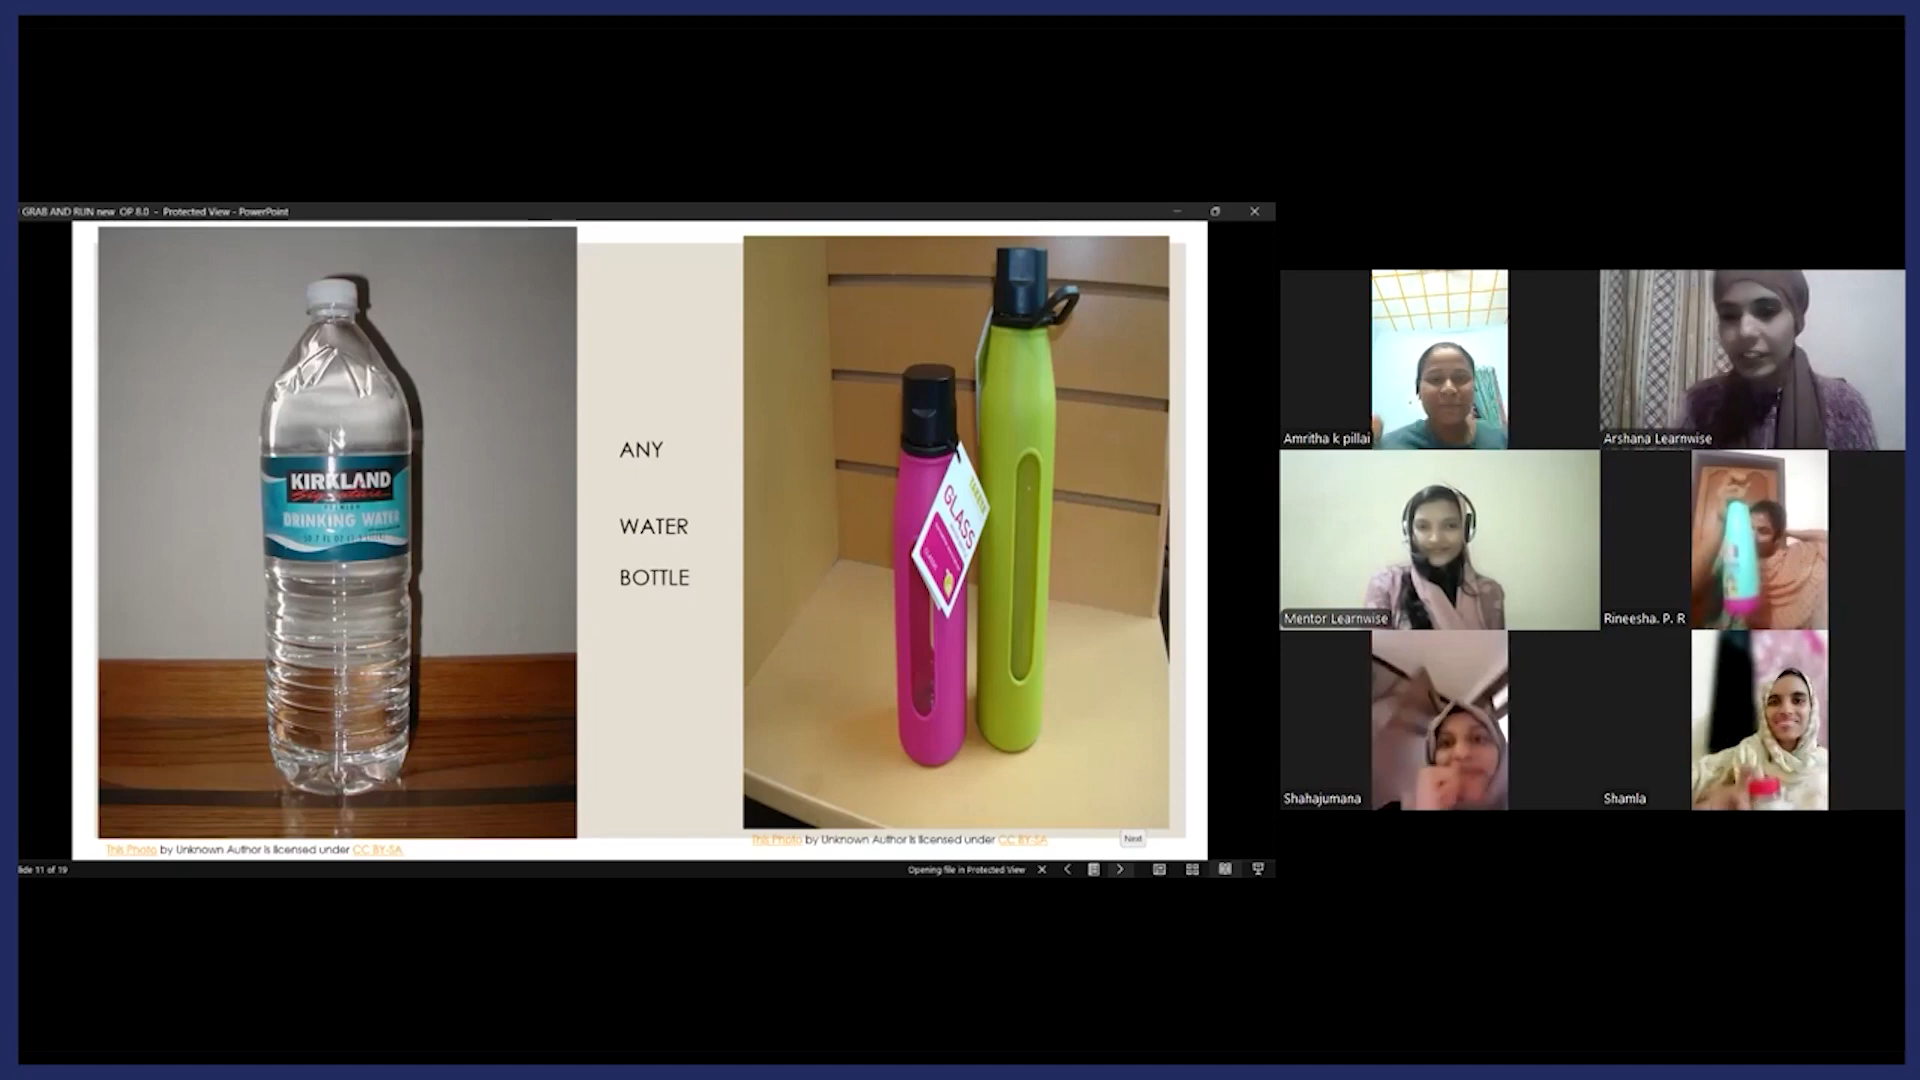 GRAB AND RUN new OP 8.0 - Protected View - PowerPoint
KIRKLAND
Signature
DRINKING WATER
ANY
WATER
BOTTLE
GLASS
This Photo by Unknown Author is licensed under CC BY-SA
This Photo by Unknown Author is licensed under CC BY-SA
Next
lide 11 of 19
Opening file in Protected View
Amritha k pillai
Arshana Learnwise
Mentor Learnwise
Rineesha. P. R
Shahajumana
Shamla